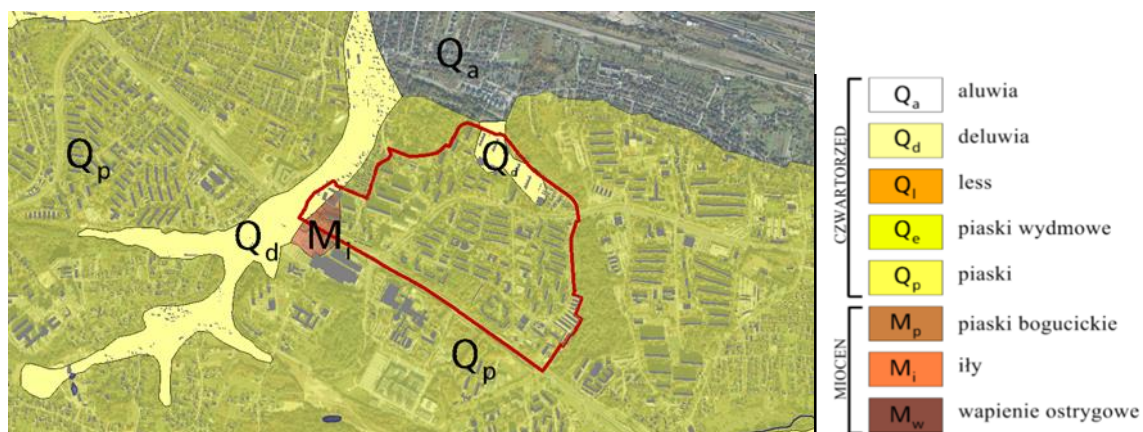 Qa
Qp
Qd
Qd
Mi
Qp
CZWARTORZĘD
Qa aluwia
Qd deluwia
Ql less
Qe piaski wydmowe
Qp piaski
MIOCEN
Mp piaski bogucickie
Mi iły
Mw wapienie ostrygowe